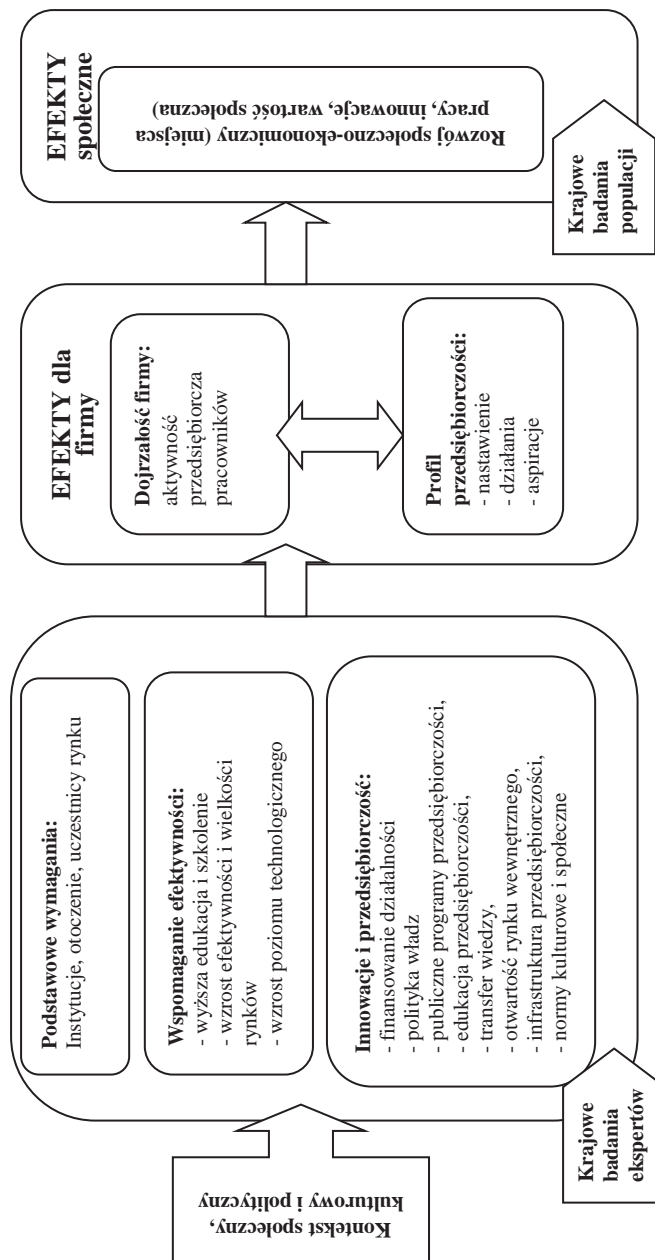 Kontekst społeczny,
kulturowy i polityczny
Podstawowe wymagania:
Instytucje, otoczenie, uczestnicy rynku
Wspomaganie efektywności:
- wyższa edukacja i szkolenie
- wzrost efektywności i wielkości
rynków
- wzrost poziomu technologicznego
Innowacje i przedsiębiorczość:
- finansowanie działalności
- polityka władz
- publiczne programy przedsiębiorczości,
- edukacja przedsiębiorczości,
- transfer wiedzy,
- otwartość rynku wewnętrznego,
- infrastruktura przedsiębiorczości,
- normy kulturowe i społeczne
Krajowe
badania
ekspertów
EFEKTY dla
firmy
Dojrzałość firmy:
aktywność
przedsiębiorcza
pracowników
Profil
przedsiębiorczości:
- nastawienie
- działania
- aspiracje
EFEKTY
społeczne
Rozwój społeczno-ekonomiczny (miejsca
pracy, innowacje, wartość społeczna)
Krajowe
badania
populacji